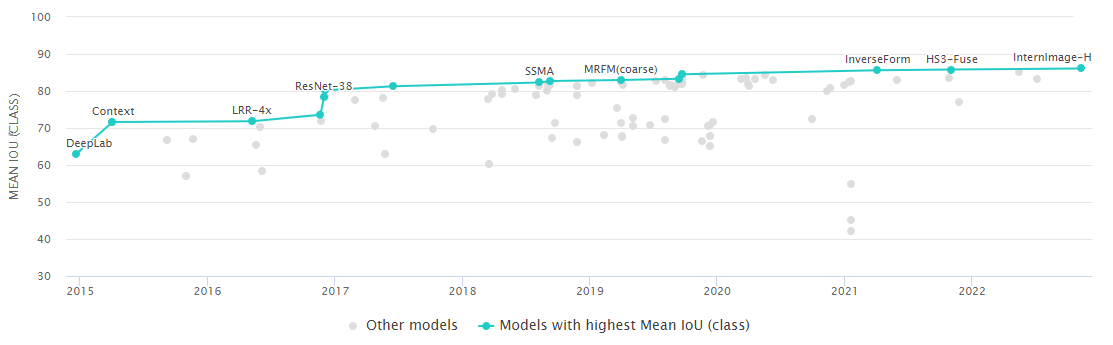 100
90
80
70
60
50
40
30
MEAN IOU (CLASS)
DeepLab
Context
LRR-4x
ResNet-38
SSMA
MRFM(coarse)
InverseForm
HS3-Fuse
InternImage-H
2015 2016 2017 2018 2019 2020 2021 2022
Other models Models with highest Mean IoU (class)